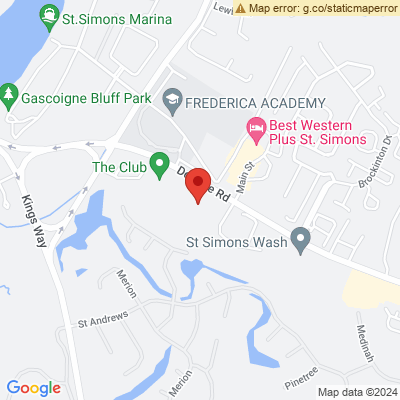 Map error: g.co/staticmaperror
Lewi
St.Simons Marina
Gascoigne Bluff Park
FREDERICA ACADEMY
Best Western
Plus St. Simons
Brockinton Dr
The Club
Main St
Rd
Kings Way
St Simons Wash
Merion
St Andrews
Medinah
Merion
Pinetree
Google
Map data ©2024